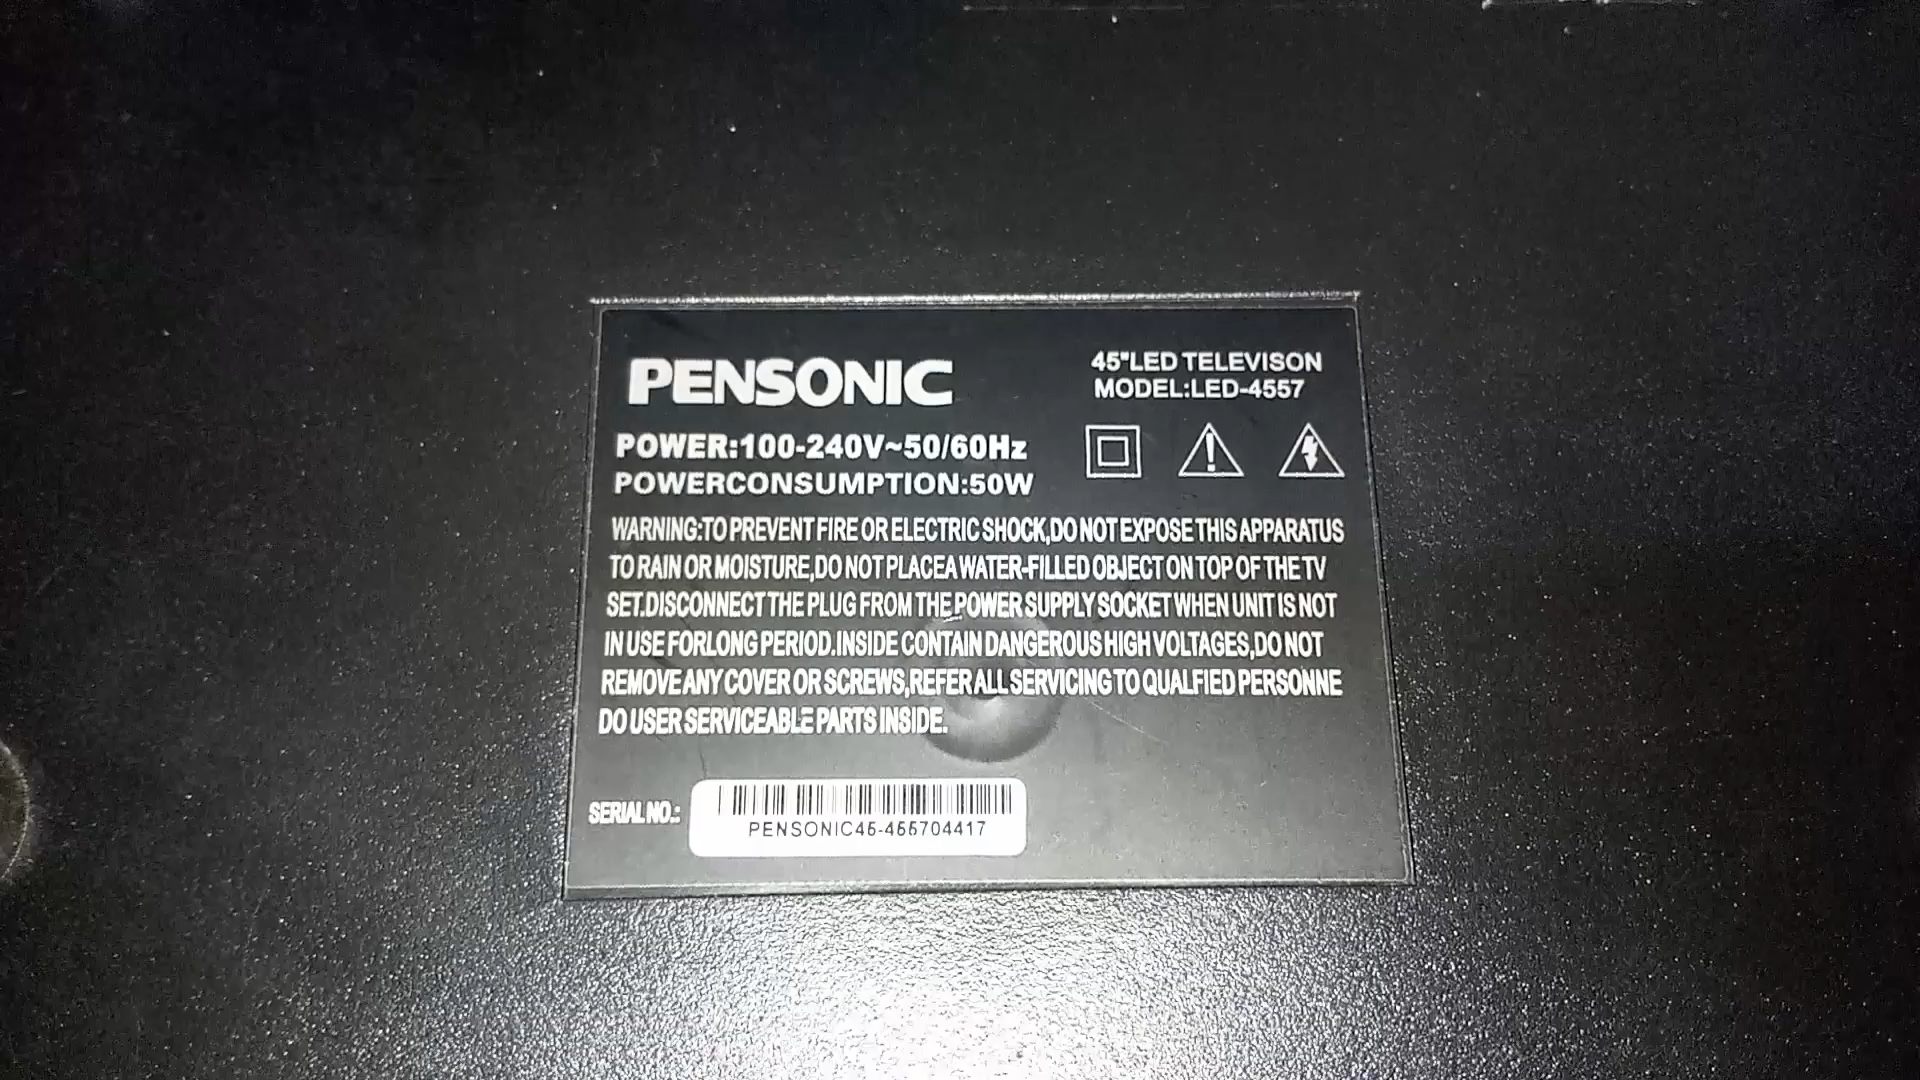 PENSONIC
45"LED TELEVISON
MODEL:LED-4557
POWER:100-240V~50/60Hz
POWERCONSUMPTION:50W
WARNING:TO PREVENT FIRE OR ELECTRIC SHOCK,DO NOT EXPOSE THIS APPARATUS
TO RAIN OR MOISTURE,DO NOT PLACEA WATER-FILLED OBJECT ON TOP OF THE TV
SET.DISCONNECT THE PLUG FROM THE POWER SUPPLY SOCKET WHEN UNIT IS NOT
IN USE FORLONG PERIOD.INSIDE CONTAIN DANGEROUS HIGH VOLTAGES,DO NOT
REMOVE ANY COVER OR SCREWS,REFER ALL SERVICING TO QUALFIED PERSONNE
DO USER SERVICEABLE PARTS INSIDE.
SERIAL NO.:
PENSONIC45-455704417